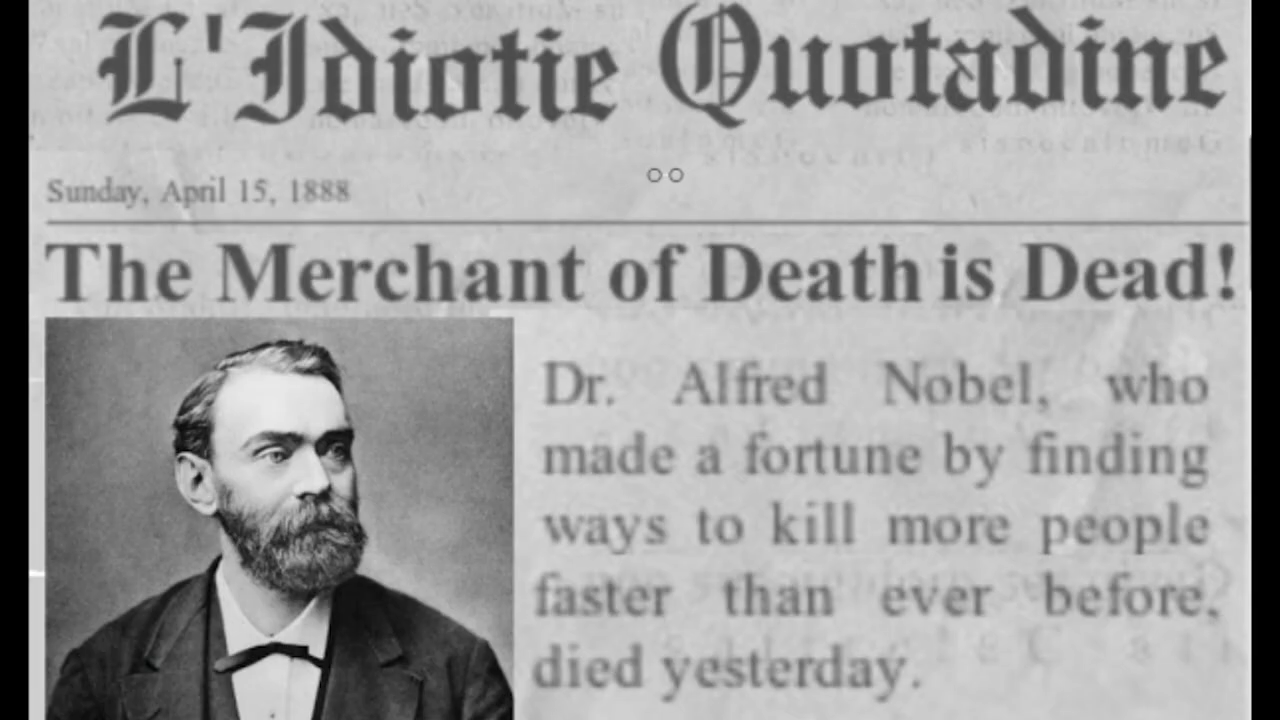 L'Idiotie Quotadine
Sunday, April 15, 1888
The Merchant of Death is Dead!
Dr. Alfred Nobel, who
made a fortune by finding
ways to kill more people
faster than ever before,
died yesterday.